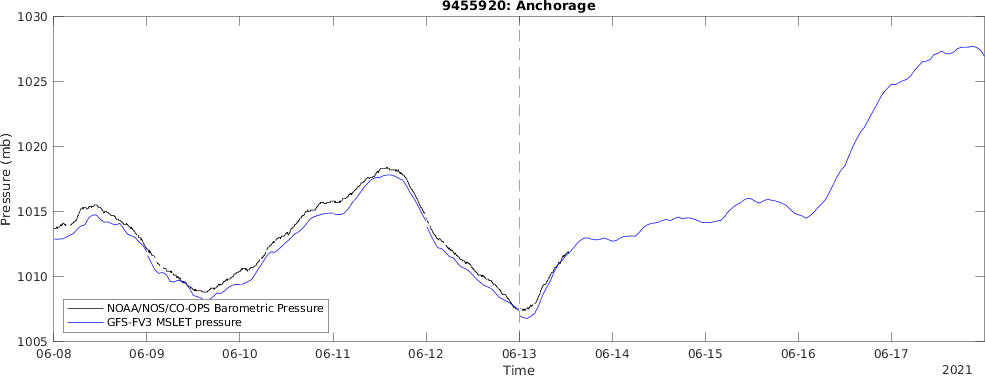 9455920: Anchorage
1030
1025
1020
1015
1010
1005
Pressure (mb)
NOAA/NOS/CO-OPS Barometric Pressure
GFS-FV3 MSLET pressure
06-08 06-09 06-10 06-11 06-12 06-13 06-14 06-15 06-16 06-17
Time
2021